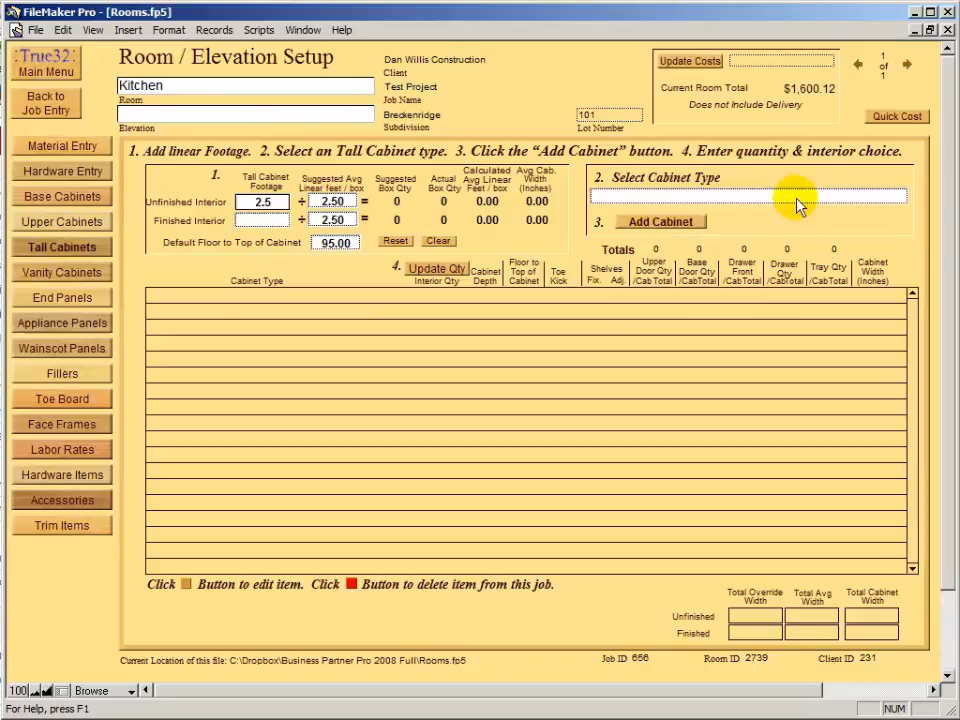 FileMaker Pro - [Rooms.fp5]
File Edit View Insert Format Records Scripts Window Help
True32
Main Menu
Back to
Job Entry
Room / Elevation Setup
Kitchen
Room
Elevation
Dan Willis Construction
Client
Test Project
Job Name
Breckenridge
Subdivision
101
Lot Number
Update Costs
Current Room Total $1,600.12
Does not Include Delivery
1
of
1
Quick Cost
Material Entry
Hardware Entry
Base Cabinets
Upper Cabinets
Tall Cabinets
Vanity Cabinets
End Panels
Appliance Panels
Wainscot Panels
Fillers
Toe Board
Face Frames
Labor Rates
Hardware Items
Accessories
Trim Items
1. Add linear Footage. 2. Select an Tall Cabinet type. 3. Click the "Add Cabinet" button. 4. Enter quantity & interior choice.
1.
Tall Cabinet
Footage
Suggested Avg
Linear feet / box
Suggested
Box Qty
Actual
Box Qty
Calculated
Avg Linear
Feet / box
Avg Cab.
Width
(Inches)
Unfinished Interior 2.5 ÷ 2.50 = 0 0 0.00 0.00
Finished Interior ÷ 2.50 = 0 0 0.00 0.00
Default Floor to Top of Cabinet 95.00 Reset Clear
2. Select Cabinet Type
3. Add Cabinet
Totals 0 0 0 0 0
4. Update Qty
Cabinet Type
Interior Qty
Cabinet
Depth
Floor to
Top of
Cabinet
Toe
Kick
Shelves
Fix. Adj.
Upper
Door Qty
/CabTotal
Base
Door Qty
/CabTotal
Drawer
Front
/CabTotal
Drawer
Qty
/CabTotal
Tray Qty
/CabTotal
Cabinet
Width
(Inches)
Click Button to edit item. Click Button to delete item from this job.
Total Override
Width
Total Avg
Width
Total Cabinet
Width
Unfinished
Finished
Current Location of this file: C:\Dropbox\Business Partner Pro 2008 Full\Rooms.fp5
Job ID 656 Room ID 2739 Client ID 231
100 Browse
For Help, press F1 NUM